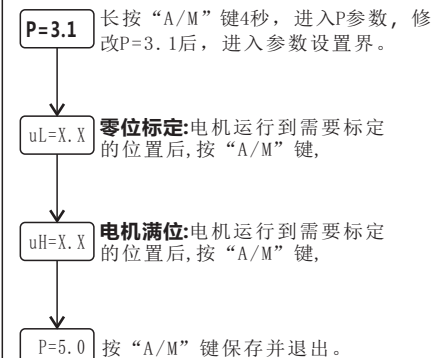 P=3.1
长按“A/M”键4秒，进入P参数，修
改P=3.1后，进入参数设置界。
uL=X.X
零位标定:电机运行到需要标定
的位置后,按“A/M”键,
uH=X.X
电机满位:电机运行到需要标定
的位置后,按“A/M”键,
P=5.0
按“A/M”键保存并退出。